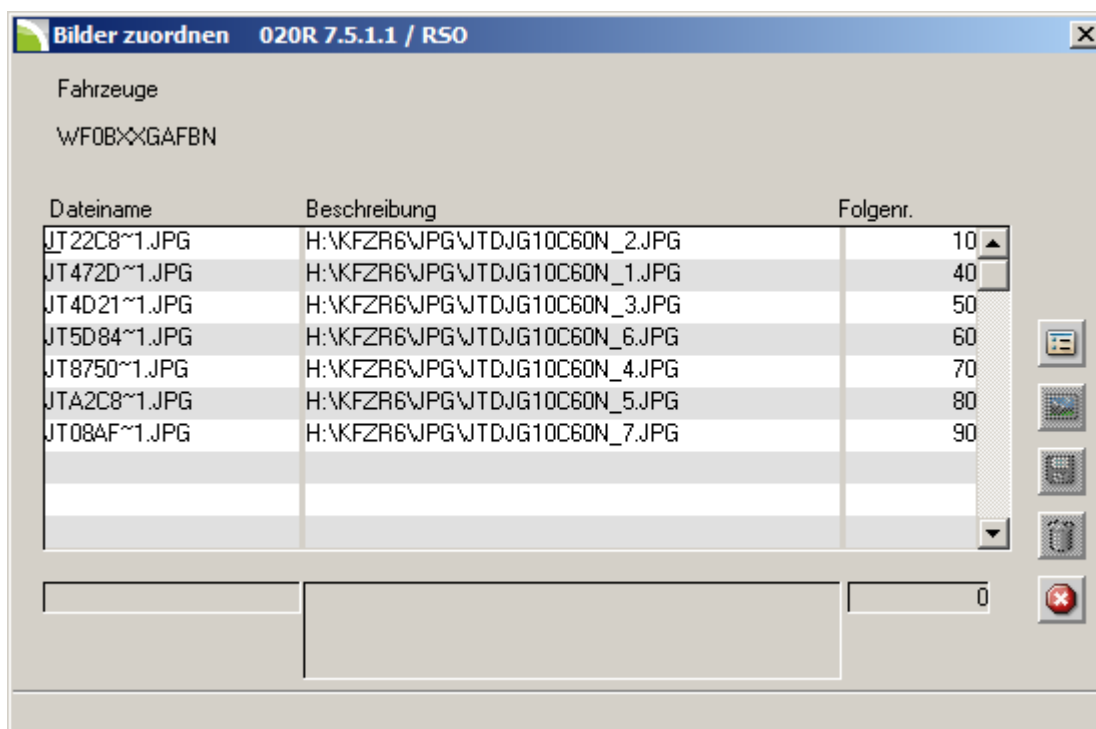 Bilder zuordnen 020R 7.5.1.1 / RSO
Fahrzeuge
WF0BXXGAFBN
Dateiname Beschreibung Folgenr.
JT22C8~1.JPG H:\KFZR6\JPG\JTDJG10C60N_2.JPG 10
JT472D~1.JPG H:\KFZR6\JPG\JTDJG10C60N_1.JPG 40
JT4D21~1.JPG H:\KFZR6\JPG\JTDJG10C60N_3.JPG 50
JT5D84~1.JPG H:\KFZR6\JPG\JTDJG10C60N_6.JPG 60
JT8750~1.JPG H:\KFZR6\JPG\JTDJG10C60N_4.JPG 70
JTA2C8~1.JPG H:\KFZR6\JPG\JTDJG10C60N_5.JPG 80
JT08AF~1.JPG H:\KFZR6\JPG\JTDJG10C60N_7.JPG 90
0